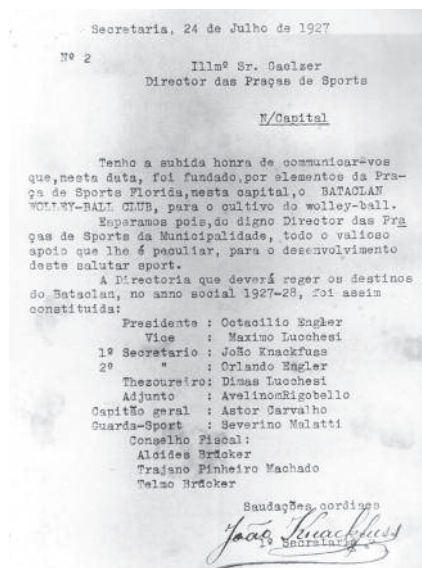 Secretaria, 24 de Julho de 1927
Nº 2
Illmº Sr. Gaelzer
Director das Praças de Sports
N/Capital
Tenho a subida honra de communicar-vos
que,nesta data, foi fundado,por elementos da Pra-
ça de Sports Florida,nesta capital,o BATACLAN
WOLLEY-BALL CLUB, para o cultivo do wolley-ball.
Esperamos pois,do digno Director das Pra
ças de Sports da Municipalidade, todo o valioso
apoio que lhe é peculiar, para o desenvolvimento
deste salutar sport.
A Directoria que deverá reger os destinos
do Bataclan, no anno social 1927-28, foi assim
constituida:
Presidente : Octacilio Engler
Vice : Maximo Lucchesi
1º Secretario : João Knackfuss
2º " : Orlando Engler
Thezoureiro: Dimas Lucchesi
Adjunto : AvelinomRigobello
Capitão geral : Astor Carvalho
Guarda-Sport : Severino Malatti
Conselho Fiscal:
Alcides Brücker
Trajano Pinheiro Machado
Telmo Brücker
Saudações cordiaes
João Knackfuss
1º Secretario